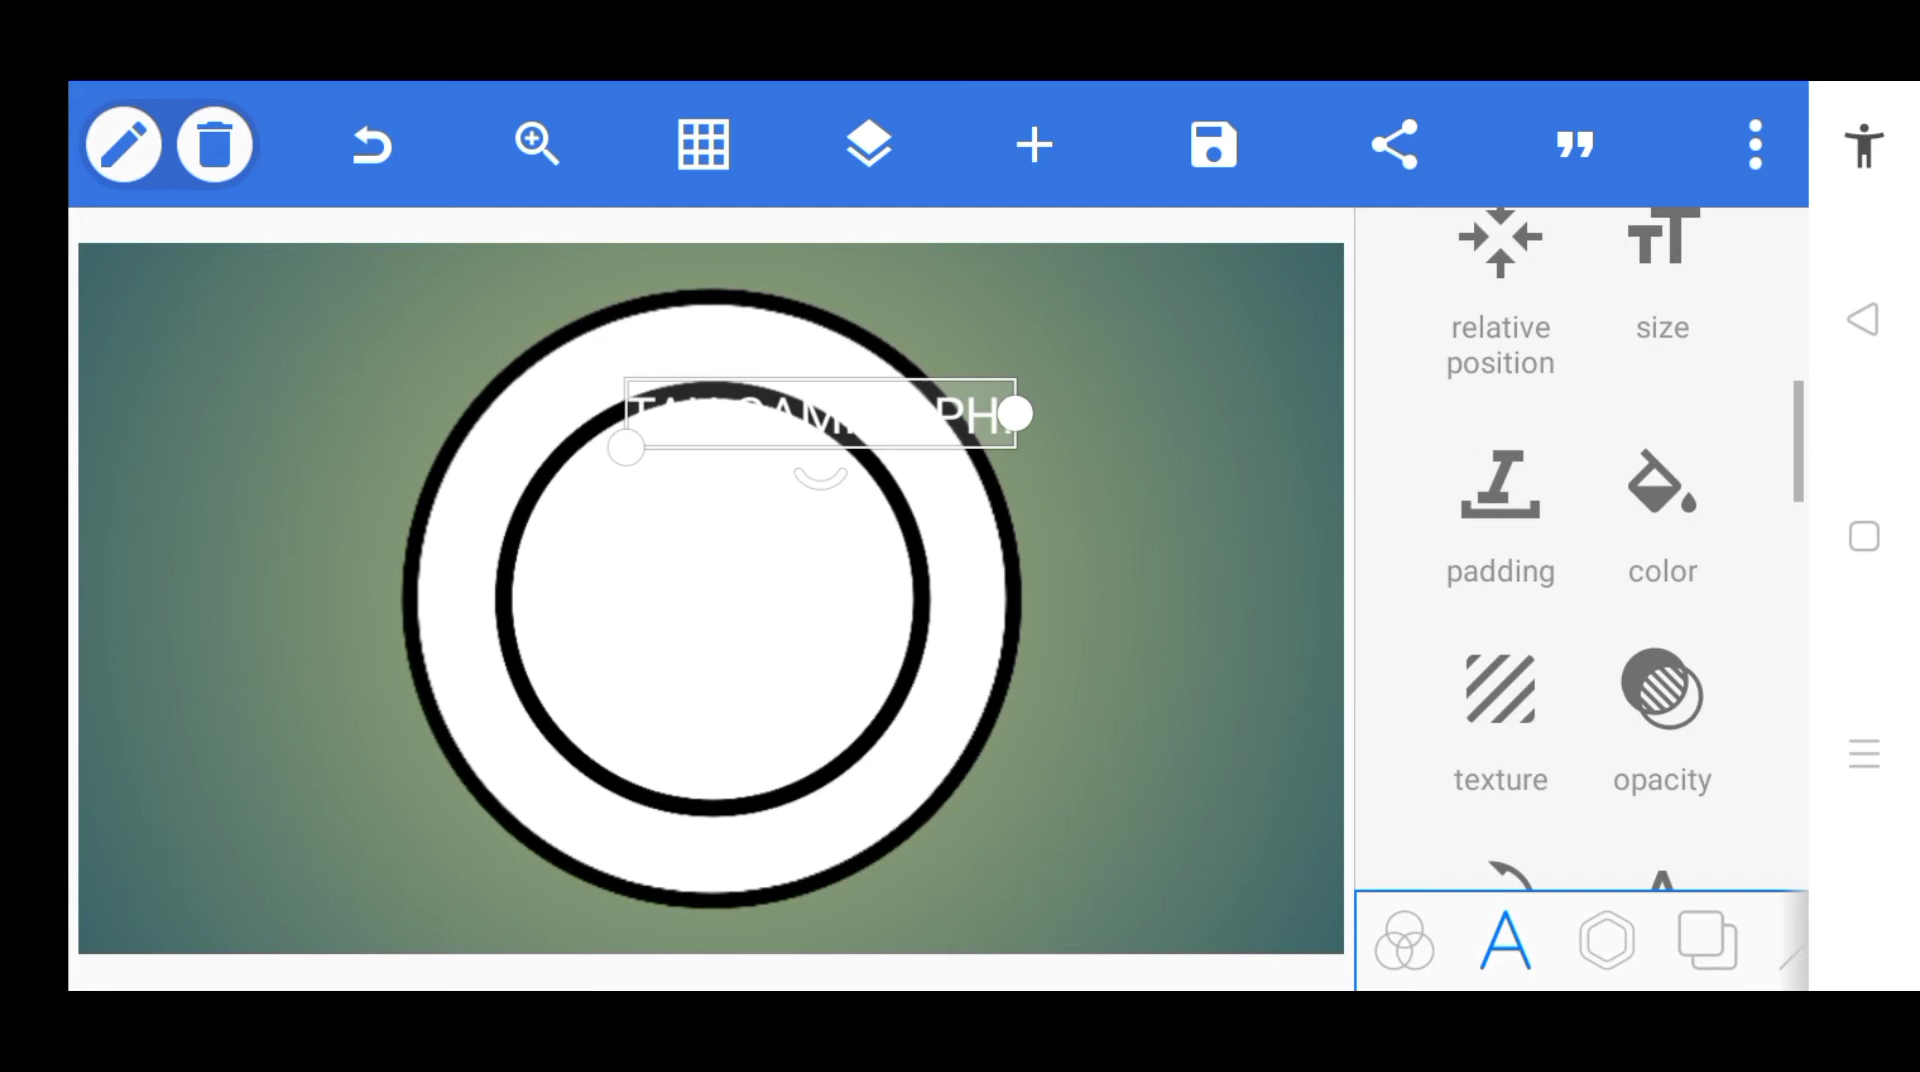 relative
position
size
padding
color
texture
opacity